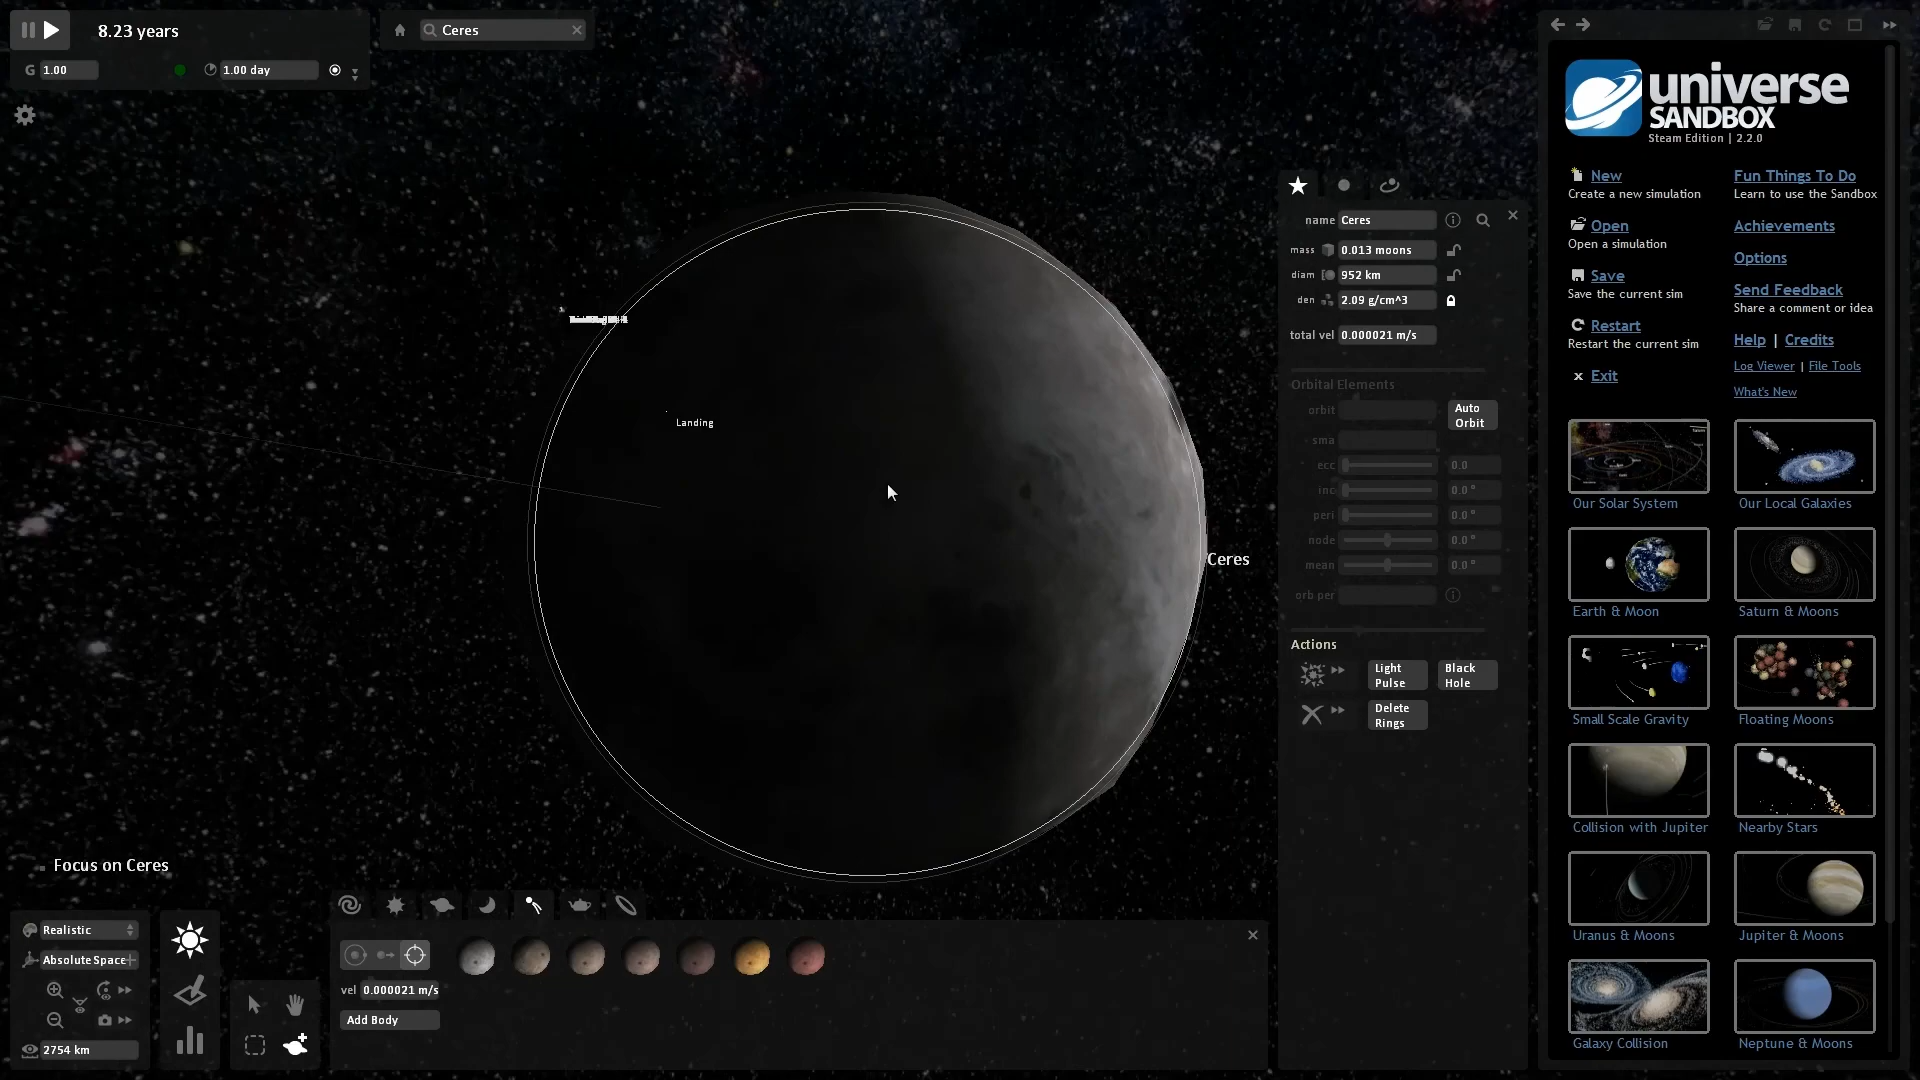 8.23 years
G 1.00
1.00 day
Ceres
universe
SANDBOX
Steam Edition | 2.2.0
New
Create a new simulation
Open
Open a simulation
Save
Save the current sim
Restart
Restart the current sim
Exit
Fun Things To Do
Learn to use the Sandbox
Achievements
Options
Send Feedback
Share a comment or idea
Help | Credits
Log Viewer | File Tools
What's New
Our Solar System
Our Local Galaxies
Earth & Moon
Saturn & Moons
Small Scale Gravity
Floating Moons
Collision with Jupiter
Nearby Stars
Uranus & Moons
Jupiter & Moons
Galaxy Collision
Neptune & Moons
name Ceres
mass 0.013 moons
diam 952 km
den 2.09 g/cm^3
total vel 0.000021 m/s
Orbital Elements
orbit
Auto Orbit
sma
ecc 0.0
inc 0.0 °
peri 0.0 °
node 0.0 °
mean 0.0 °
orb per
Actions
Light Pulse
Black Hole
Delete Rings
Landing
Ceres
Focus on Ceres
Realistic
Absolute Space
2754 km
vel 0.000021 m/s
Add Body